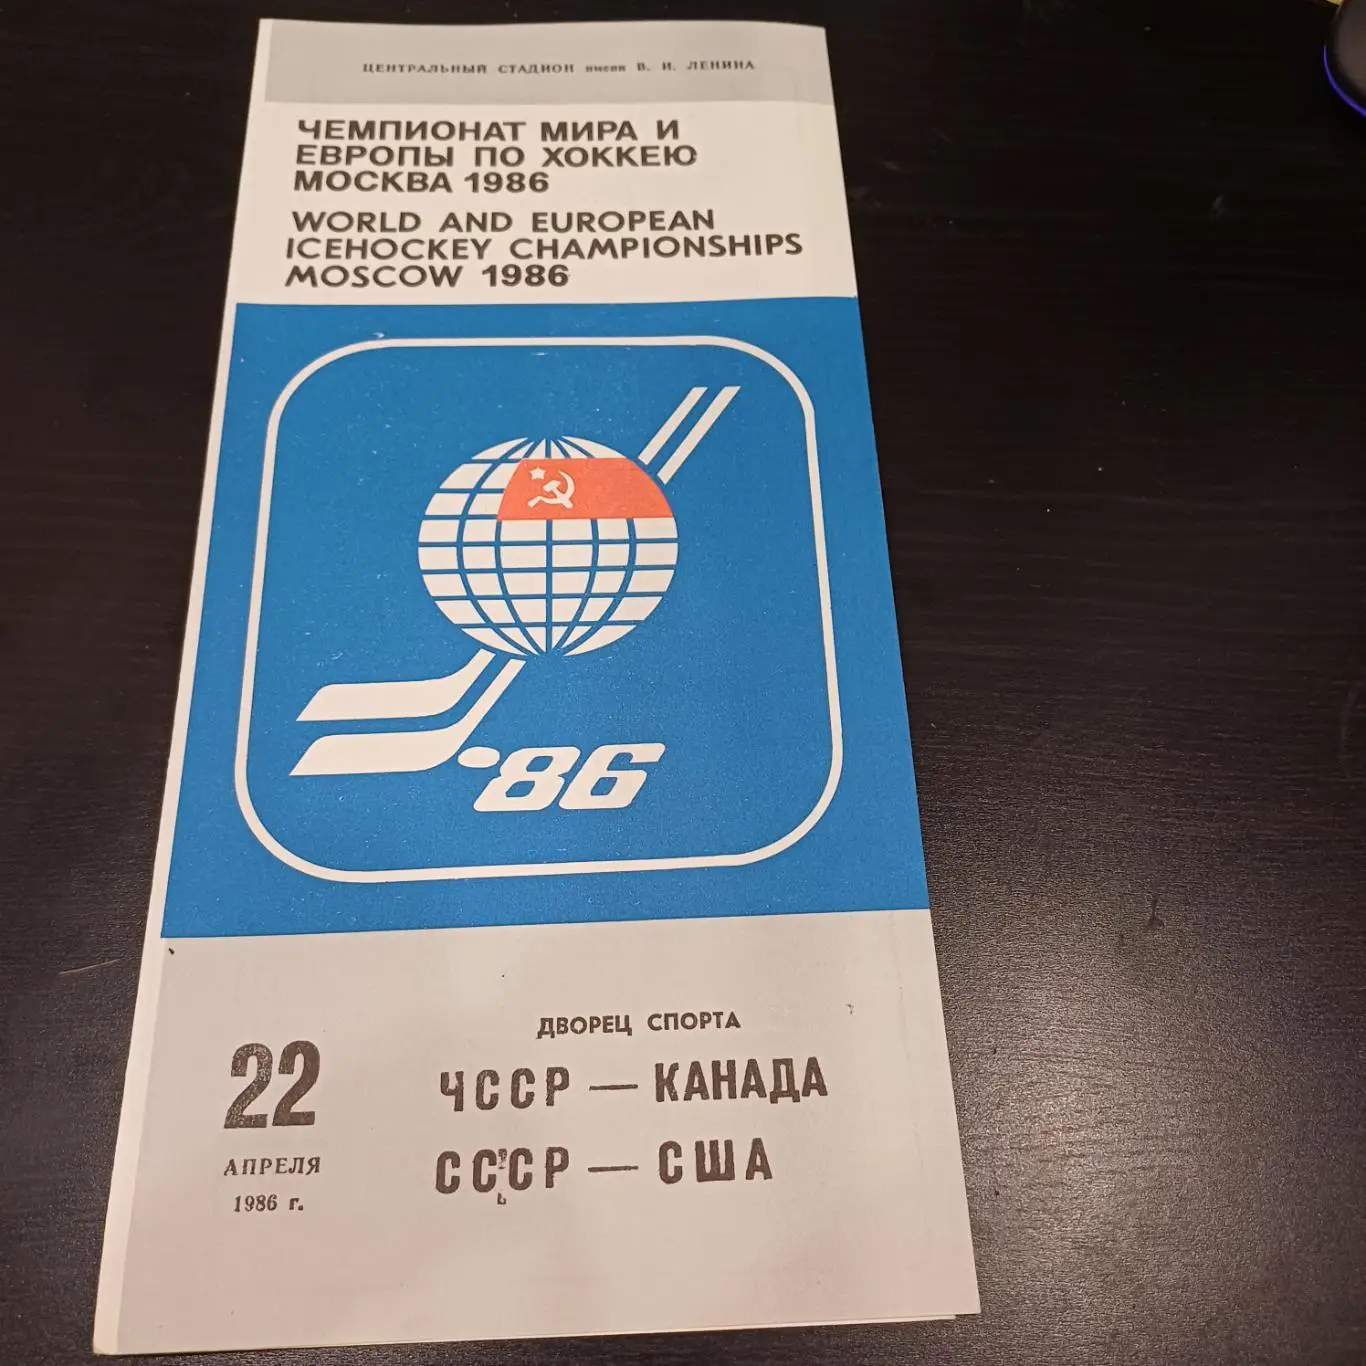 ЦЕНТРАЛЬНЫЙ СТАДИОН имени В. И. ЛЕНИНА
ЧЕМПИОНАТ МИРА И
ЕВРОПЫ ПО ХОККЕЮ
МОСКВА 1986
WORLD AND EUROPEAN
ICEHOCKEY CHAMPIONSHIPS
MOSCOW 1986
'86
ДВОРЕЦ СПОРТА
22
АПРЕЛЯ
1986 г.
ЧССР — КАНАДА
СССР — США